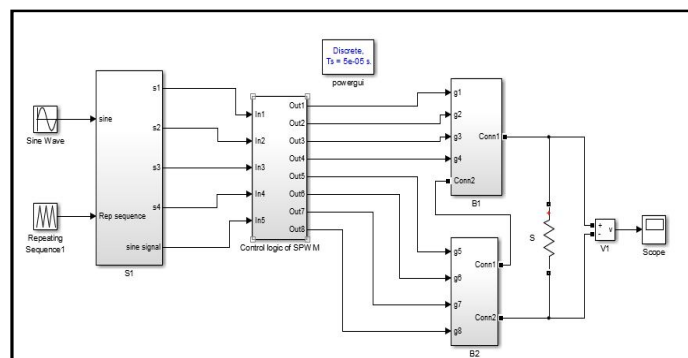 Discrete,
Ts = 5e-05 s.
powergui
Sine Wave
Repeating
Sequence1
sine
Rep sequence
s1
s2
s3
s4
sine signal
S1
In1
In2
In3
In4
In5
Out1
Out2
Out3
Out4
Out5
Out6
Out7
Out8
Control logic of SPWM
g1
g2
g3
g4
Conn2
Conn1
B1
g5
g6
g7
g8
Conn1
Conn2
B2
S
+
-
v
V1
Scope